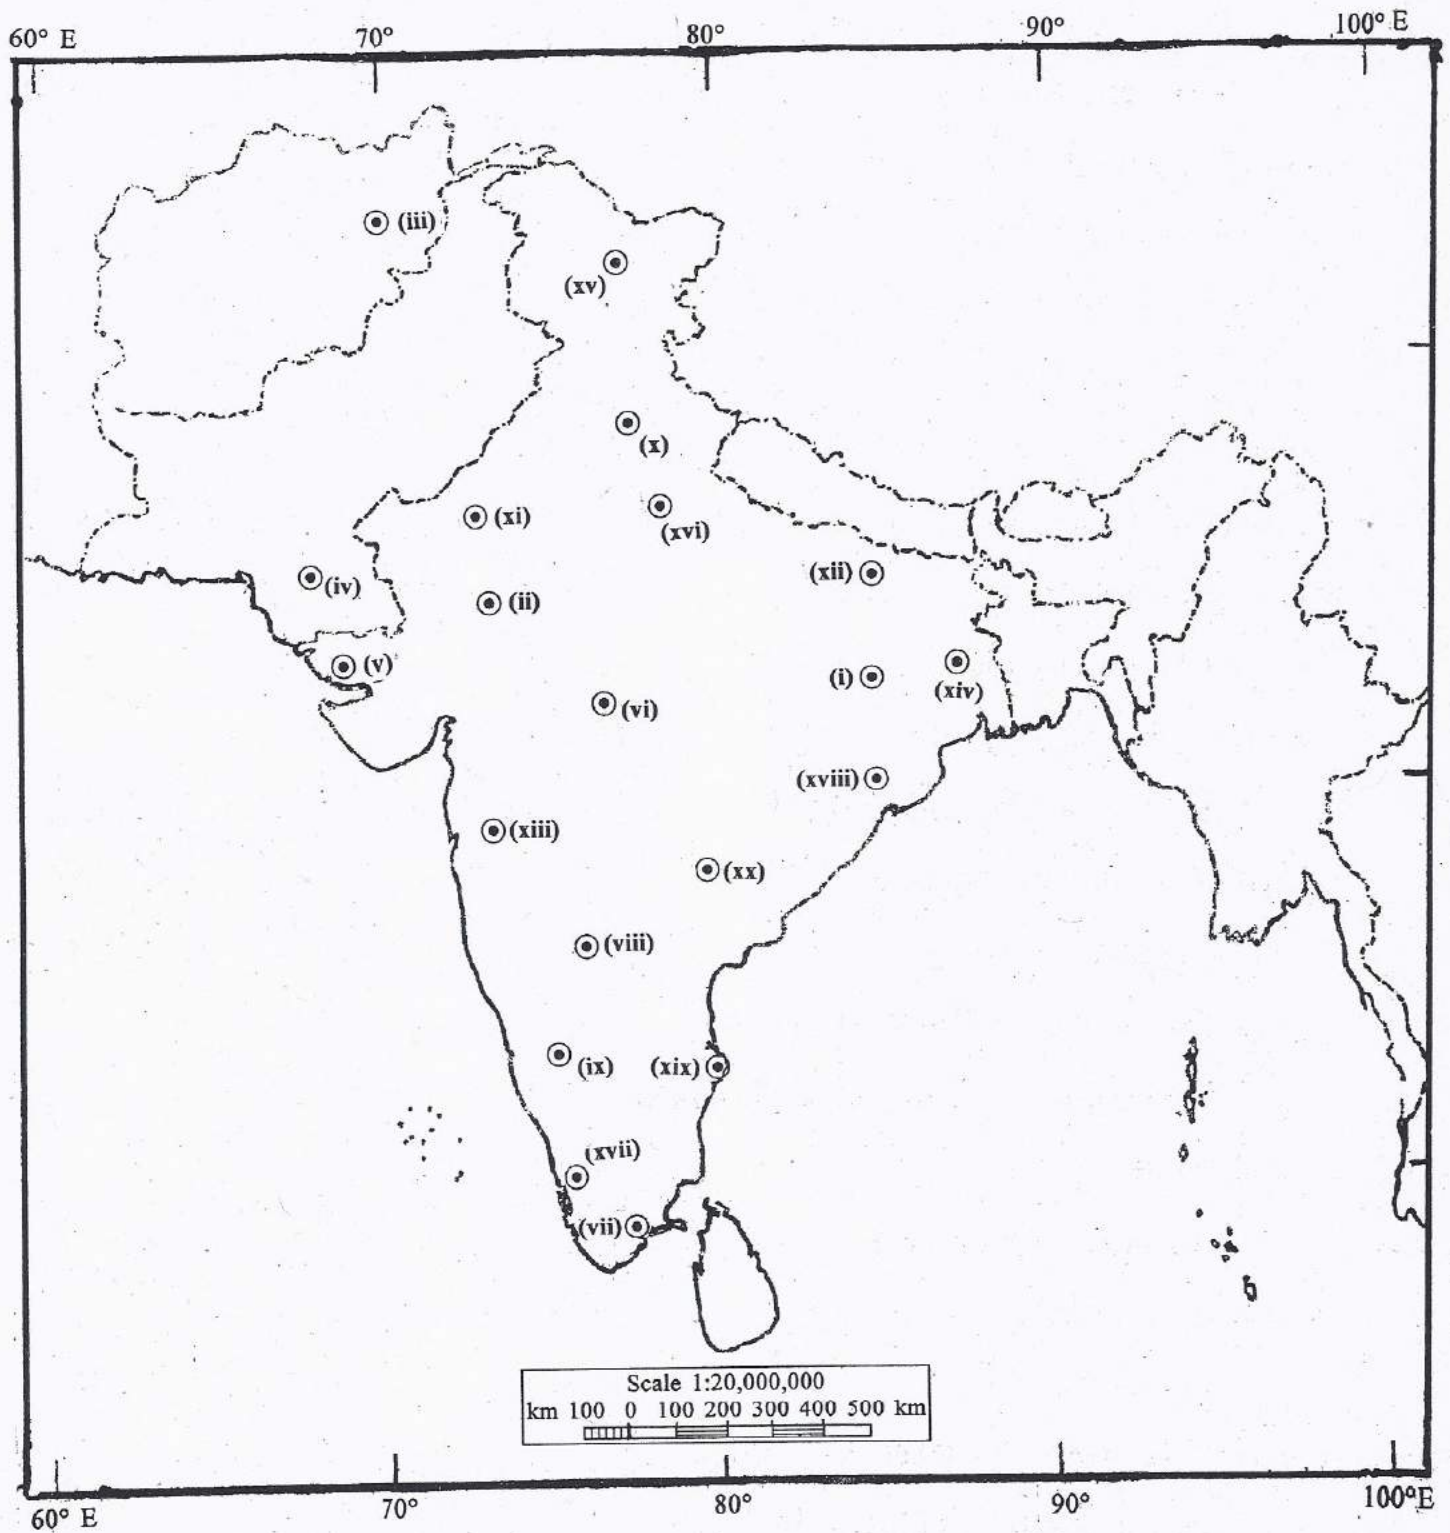 60° E 70° 80° 90° 100° E
(iii)
(xv)
(x)
(xi)
(xvi)
(xii)
(iv)
(ii)
(v)
(i)
(xiv)
(vi)
(xviii)
(xiii)
(xx)
(viii)
(ix)
(xix)
(xvii)
(vii)
Scale 1:20,000,000
km 100 0 100 200 300 400 500 km
60° E 70° 80° 90° 100°E